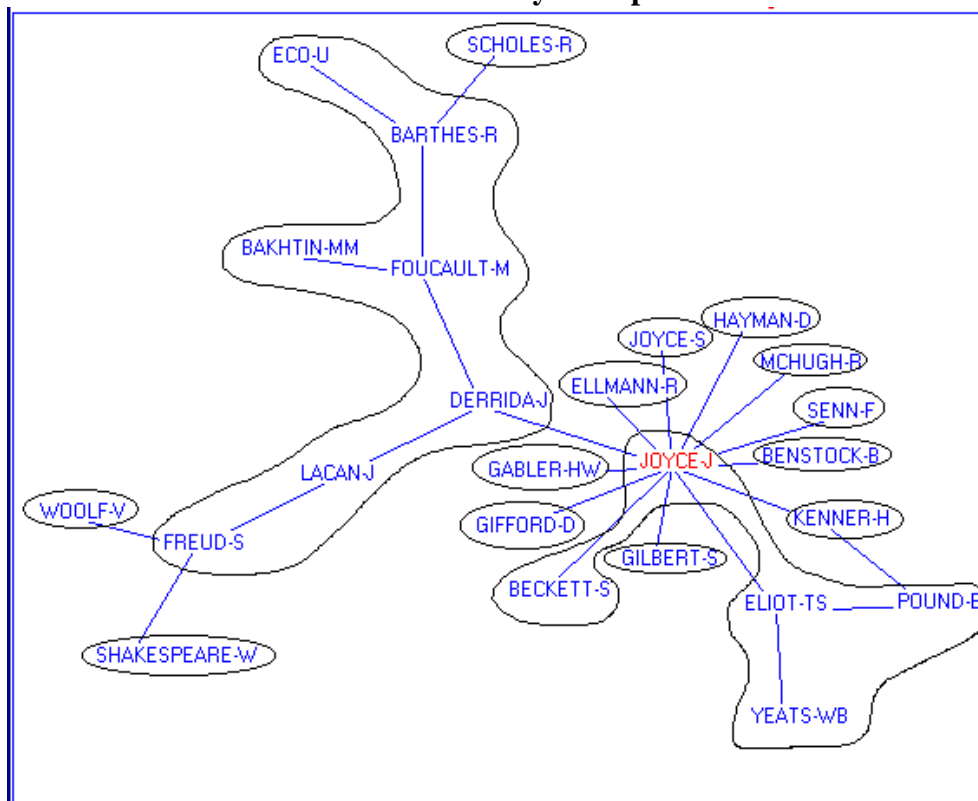 SCHOLES-R
ECO-U
BARTHES-R
BAKHTIN-MM
FOUCAULT-M
HAYMAN-D
JOYCE-S
MCHUGH-R
ELLMANN-R
DERRIDA-J
SENN-F
BENSTOCK-B
JOYCE-J
GABLER-HW
LACAN-J
WOOLF-V
KENNER-H
GIFFORD-D
FREUD-S
GILBERT-S
BECKETT-S
ELIOT-TS
POUND-E
SHAKESPEARE-W
YEATS-WB